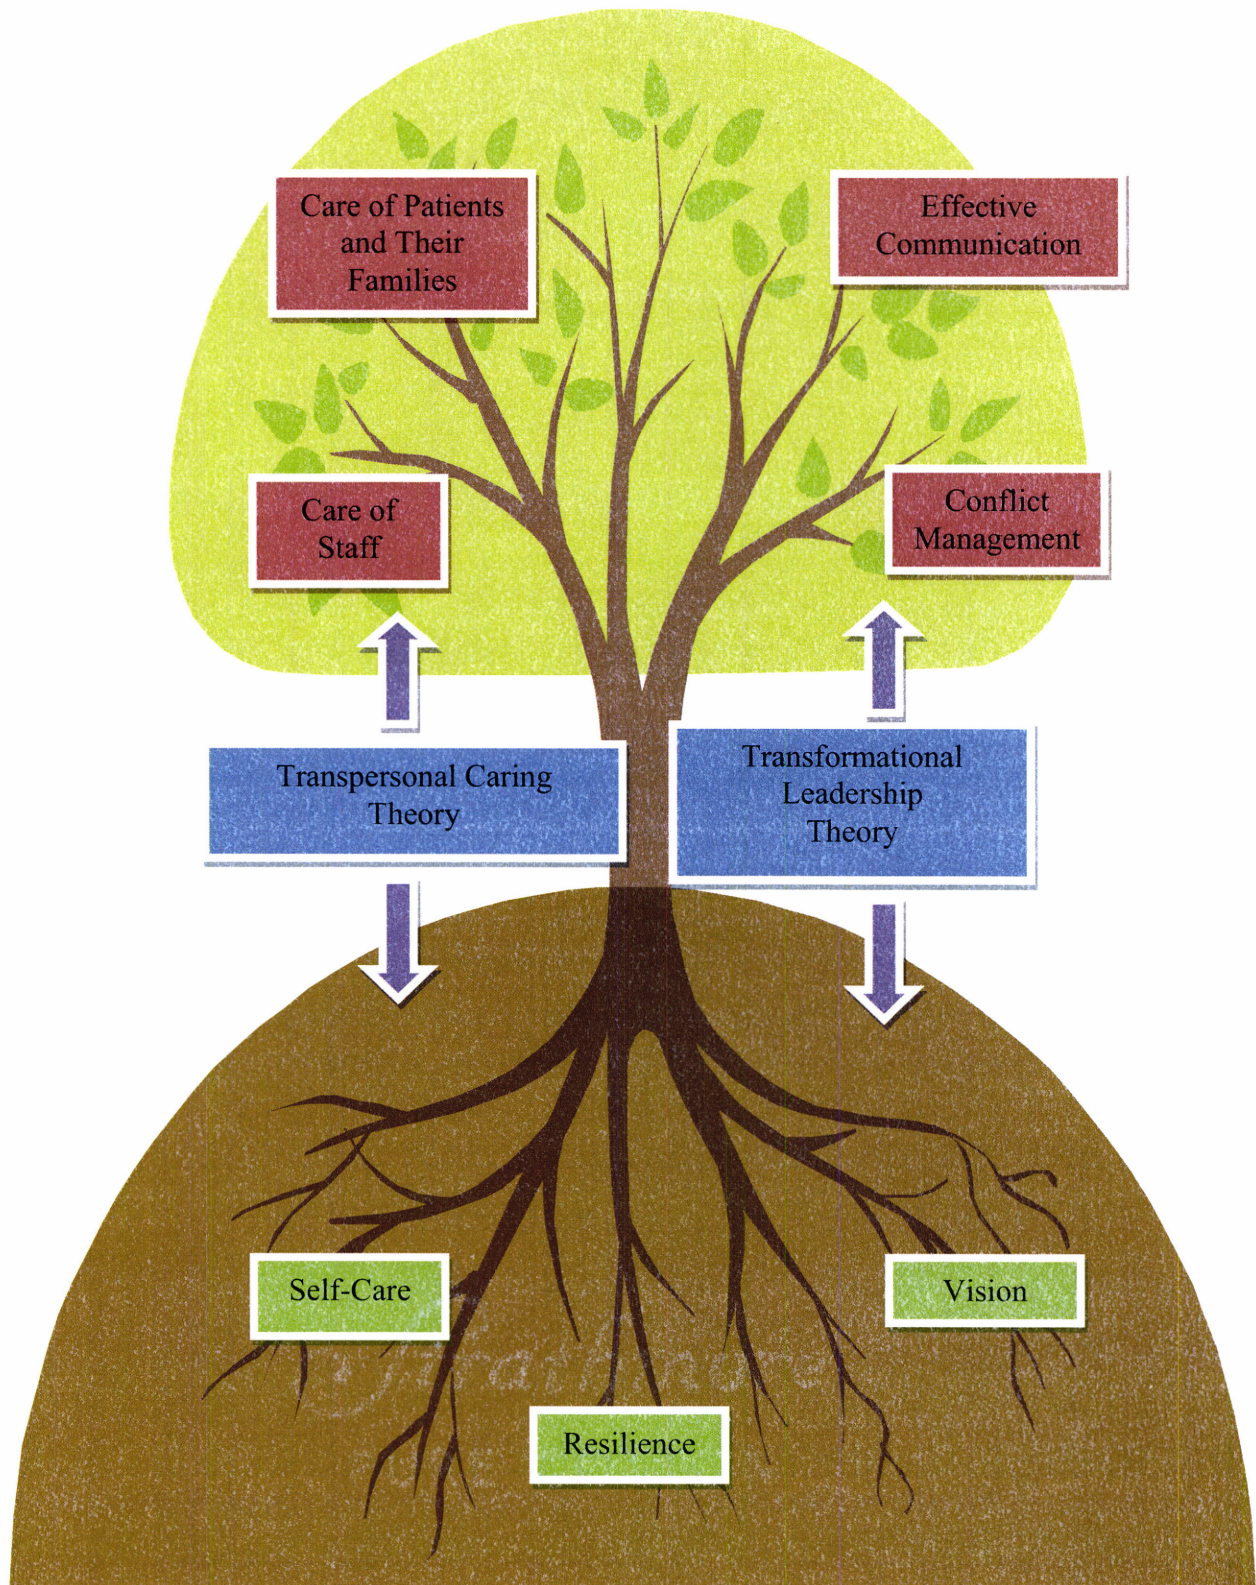 Care of Patients
and Their
Families
Effective
Communication
Care of
Staff
Conflict
Management
Transpersonal Caring
Theory
Transformational
Leadership
Theory
Self-Care
Vision
Resilience